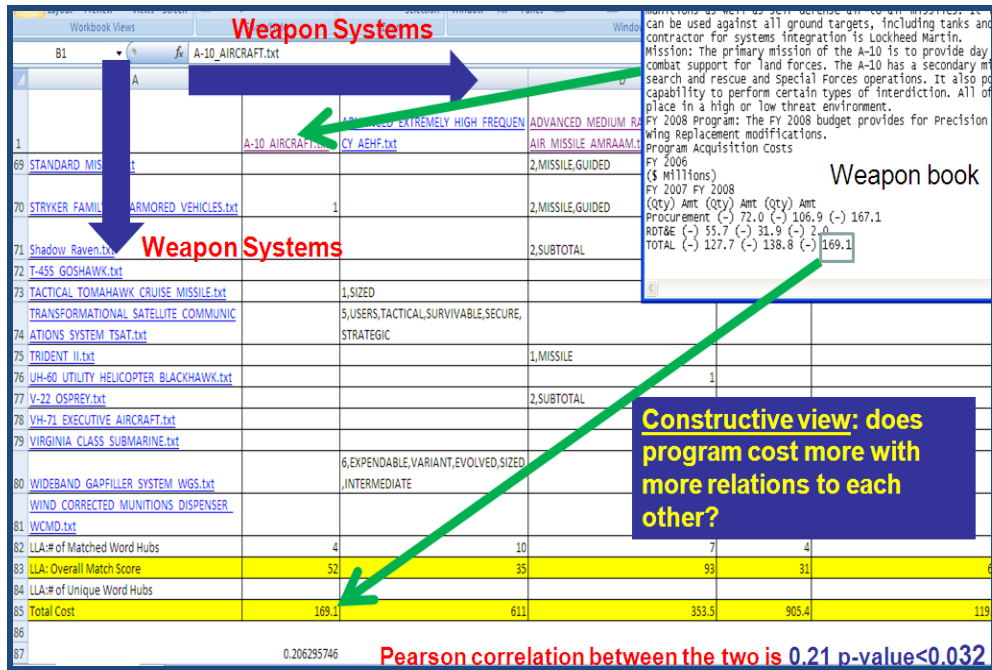 Workbook Views
Window
Weapon Systems
B1
fx
A-10_AIRCRAFT.txt
A
1
A-10 AIRCRAFT.txt
ADVANCED EXTREMELY HIGH FREQUEN
CY AEHF.txt
ADVANCED MEDIUM RA
AIR MISSILE AMRAAM.t
69 STANDARD MIS
2,MISSILE,GUIDED
70 STRYKER FAMIL ARMORED VEHICLES.txt 1 2,MISSILE,GUIDED
71 Shadow Raven.txt 2,SUBTOTAL
Weapon Systems
72 T-45S GOSHAWK.txt
73 TACTICAL TOMAHAWK CRUISE MISSILE.txt 1,SIZED
TRANSFORMATIONAL SATELLITE COMMUNIC 5,USERS,TACTICAL,SURVIVABLE,SECURE,
74 ATIONS SYSTEM TSAT.txt STRATEGIC
75 TRIDENT II.txt 1,MISSILE
76 UH-60 UTILITY HELICOPTER BLACKHAWK.txt 1
77 V-22 OSPREY.txt 2,SUBTOTAL
78 VH-71 EXECUTIVE AIRCRAFT.txt
79 VIRGINIA CLASS SUBMARINE.txt
6,EXPENDABLE,VARIANT,EVOLVED,SIZED
80 WIDEBAND GAPFILLER SYSTEM WGS.txt ,INTERMEDIATE
WIND CORRECTED MUNITIONS DISPENSER
81 WCMD.txt
82 LLA:# of Matched Word Hubs 4 10 7 4
83 LLA: Overall Match Score 52 35 93 31 6
84 LLA:# of Unique Word Hubs
85 Total Cost 169.1 611 353.5 905.4 119.
86
87 0.206295746
Pearson correlation between the two is 0.21 p-value<0.032
can be used against all ground targets, including tanks and
contractor for systems integration is Lockheed Martin.
Mission: The primary mission of the A-10 is to provide day
combat support for land forces. The A-10 has a secondary mi
search and rescue and Special Forces operations. It also po
capability to perform certain types of interdiction. All of
place in a high or low threat environment.
FY 2008 Program: The FY 2008 budget provides for Precision
Wing Replacement modifications.
Program Acquisition Costs
FY 2006
($ Millions)
FY 2007 FY 2008
(Qty) Amt (Qty) Amt (Qty) Amt
Procurement (-) 72.0 (-) 106.9 (-) 167.1
RDT&E (-) 55.7 (-) 31.9 (-) 2.0
TOTAL (-) 127.7 (-) 138.8 (-) 169.1
Weapon book
Constructive view: does
program cost more with
more relations to each
other?